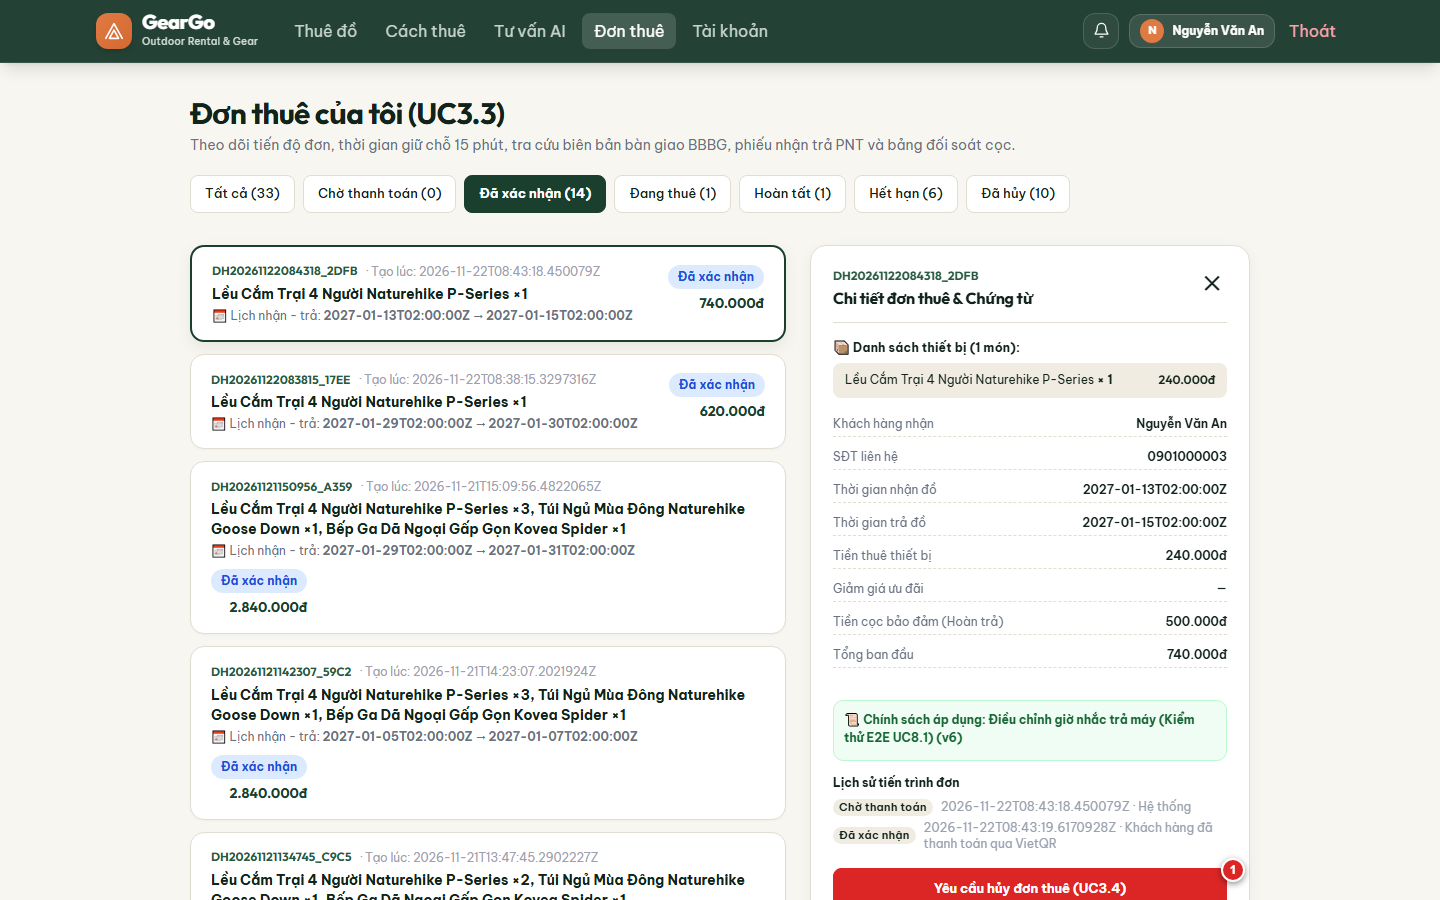 GearGo
Outdoor Rental & Gear
Thuê đồ
Cách thuê
Tư vấn AI
Đơn thuê
Tài khoản
N
Nguyễn Văn An
Thoát
Đơn thuê của tôi (UC3.3)
Theo dõi tiến độ đơn, thời gian giữ chỗ 15 phút, tra cứu biên bản bàn giao BBBG, phiếu nhận trả PNT và bảng đối soát cọc.
Tất cả (33)
Chờ thanh toán (0)
Đã xác nhận (14)
Đang thuê (1)
Hoàn tất (1)
Hết hạn (6)
Đã hủy (10)
DH20261122084318_2DFB · Tạo lúc: 2026-11-22T08:43:18.450079Z
Đã xác nhận
Lều Cắm Trại 4 Người Naturehike P-Series ×1
740.000đ
Lịch nhận - trả: 2027-01-13T02:00:00Z → 2027-01-15T02:00:00Z
DH20261122083815_17EE · Tạo lúc: 2026-11-22T08:38:15.3297316Z
Đã xác nhận
Lều Cắm Trại 4 Người Naturehike P-Series ×1
620.000đ
Lịch nhận - trả: 2027-01-29T02:00:00Z → 2027-01-30T02:00:00Z
DH20261121150956_A359 · Tạo lúc: 2026-11-21T15:09:56.4822065Z
Lều Cắm Trại 4 Người Naturehike P-Series ×3, Túi Ngủ Mùa Đông Naturehike
Goose Down ×1, Bếp Ga Dã Ngoại Gấp Gọn Kovea Spider ×1
Lịch nhận - trả: 2027-01-29T02:00:00Z → 2027-01-31T02:00:00Z
Đã xác nhận
2.840.000đ
DH20261121142307_59C2 · Tạo lúc: 2026-11-21T14:23:07.2021924Z
Lều Cắm Trại 4 Người Naturehike P-Series ×3, Túi Ngủ Mùa Đông Naturehike
Goose Down ×1, Bếp Ga Dã Ngoại Gấp Gọn Kovea Spider ×1
Lịch nhận - trả: 2027-01-05T02:00:00Z → 2027-01-07T02:00:00Z
Đã xác nhận
2.840.000đ
DH20261121134745_C9C5 · Tạo lúc: 2026-11-21T13:47:45.2902227Z
Lều Cắm Trại 4 Người Naturehike P-Series ×2, Túi Ngủ Mùa Đông Naturehike
Goose Down ×1, Bếp Ga Dã Ngoại Gấp Gọn Kovea Spider ×1
DH20261122084318_2DFB
Chi tiết đơn thuê & Chứng từ
Danh sách thiết bị (1 món):
Lều Cắm Trại 4 Người Naturehike P-Series × 1
240.000đ
Khách hàng nhận
Nguyễn Văn An
SĐT liên hệ
0901000003
Thời gian nhận đồ
2027-01-13T02:00:00Z
Thời gian trả đồ
2027-01-15T02:00:00Z
Tiền thuê thiết bị
240.000đ
Giảm giá ưu đãi
—
Tiền cọc bảo đảm (Hoàn trả)
500.000đ
Tổng ban đầu
740.000đ
Chính sách áp dụng: Điều chỉnh giờ nhắc trả máy (Kiểm
thử E2E UC8.1) (v6)
Lịch sử tiến trình đơn
Chờ thanh toán
2026-11-22T08:43:18.450079Z · Hệ thống
Đã xác nhận
2026-11-22T08:43:19.6170928Z · Khách hàng đã
thanh toán qua VietQR
1
Yêu cầu hủy đơn thuê (UC3.4)